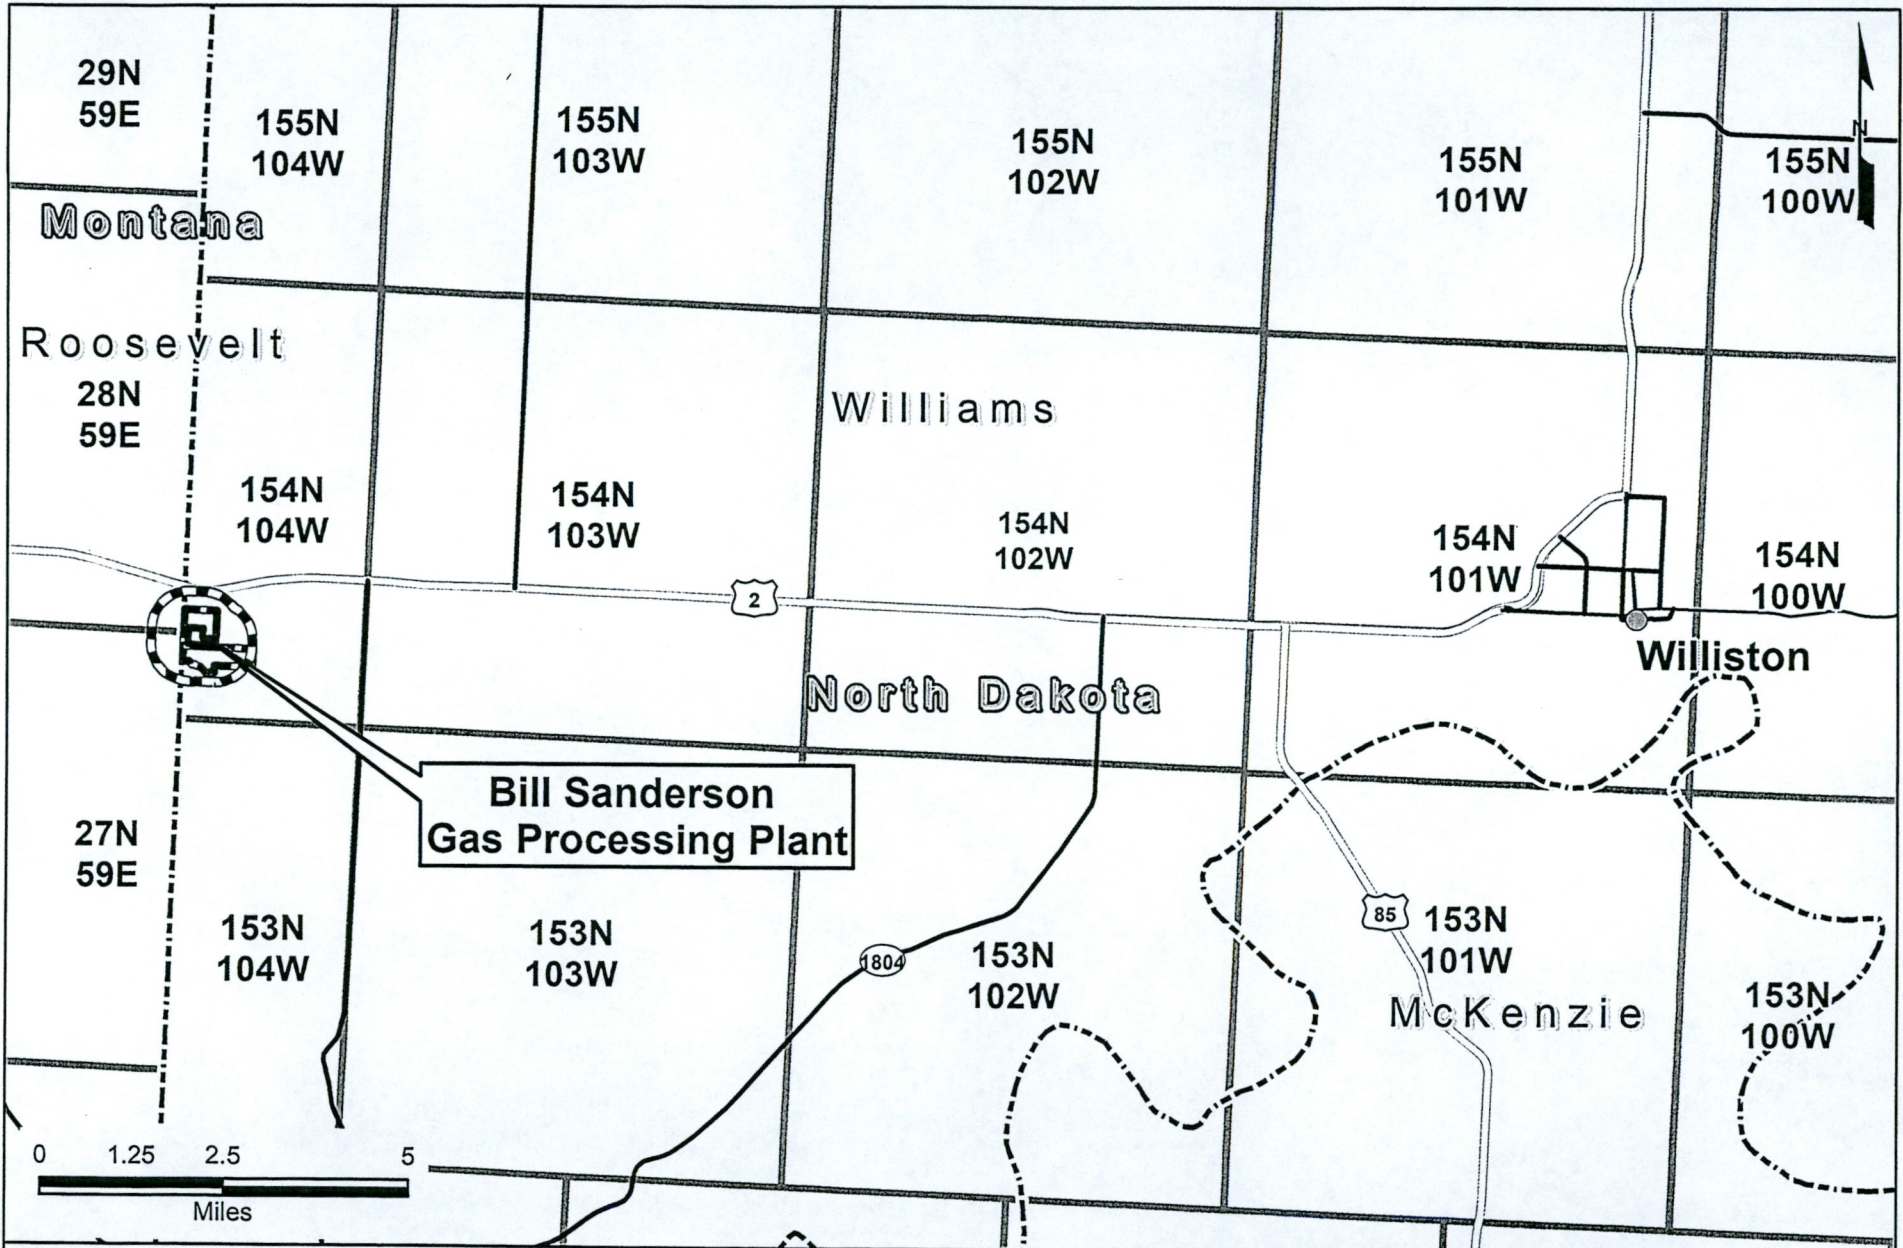 29N
59E
155N
104W
155N
103W
155N
102W
155N
101W
155N
100W
N
Montana
Roosevelt
28N
59E
Williams
154N
104W
154N
103W
154N
102W
154N
101W
154N
100W
2
Williston
North Dakota
Bill Sanderson
Gas Processing Plant
27N
59E
153N
104W
153N
103W
1804
153N
102W
85
153N
101W
McKenzie
153N
100W
0 1.25 2.5 5
Miles